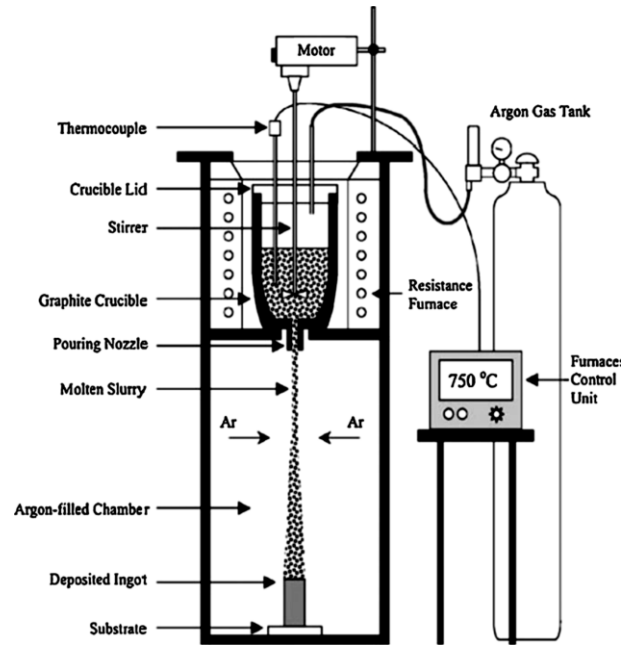 Motor
Argon Gas Tank
Thermocouple
Crucible Lid
Stirrer
Graphite Crucible
Resistance
Furnace
Pouring Nozzle
Molten Slurry
750 °C
Furnaces
Control
Unit
Ar
Ar
Argon-filled Chamber
Deposited Ingot
Substrate